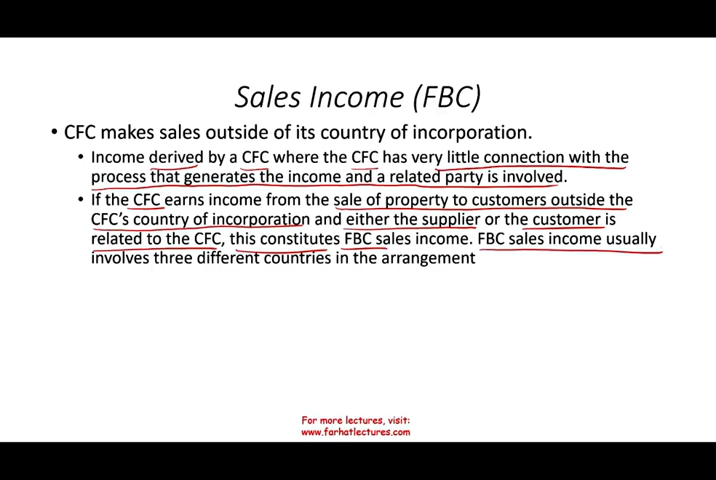 Sales Income (FBC)
• CFC makes sales outside of its country of incorporation.
• Income derived by a CFC where the CFC has very little connection with the
process that generates the income and a related party is involved.
• If the CFC earns income from the sale of property to customers outside the
CFC's country of incorporation and either the supplier or the customer is
related to the CFC, this constitutes FBC sales income. FBC sales income usually
involves three different countries in the arrangement
For more lectures, visit:
www.farhatlectures.com